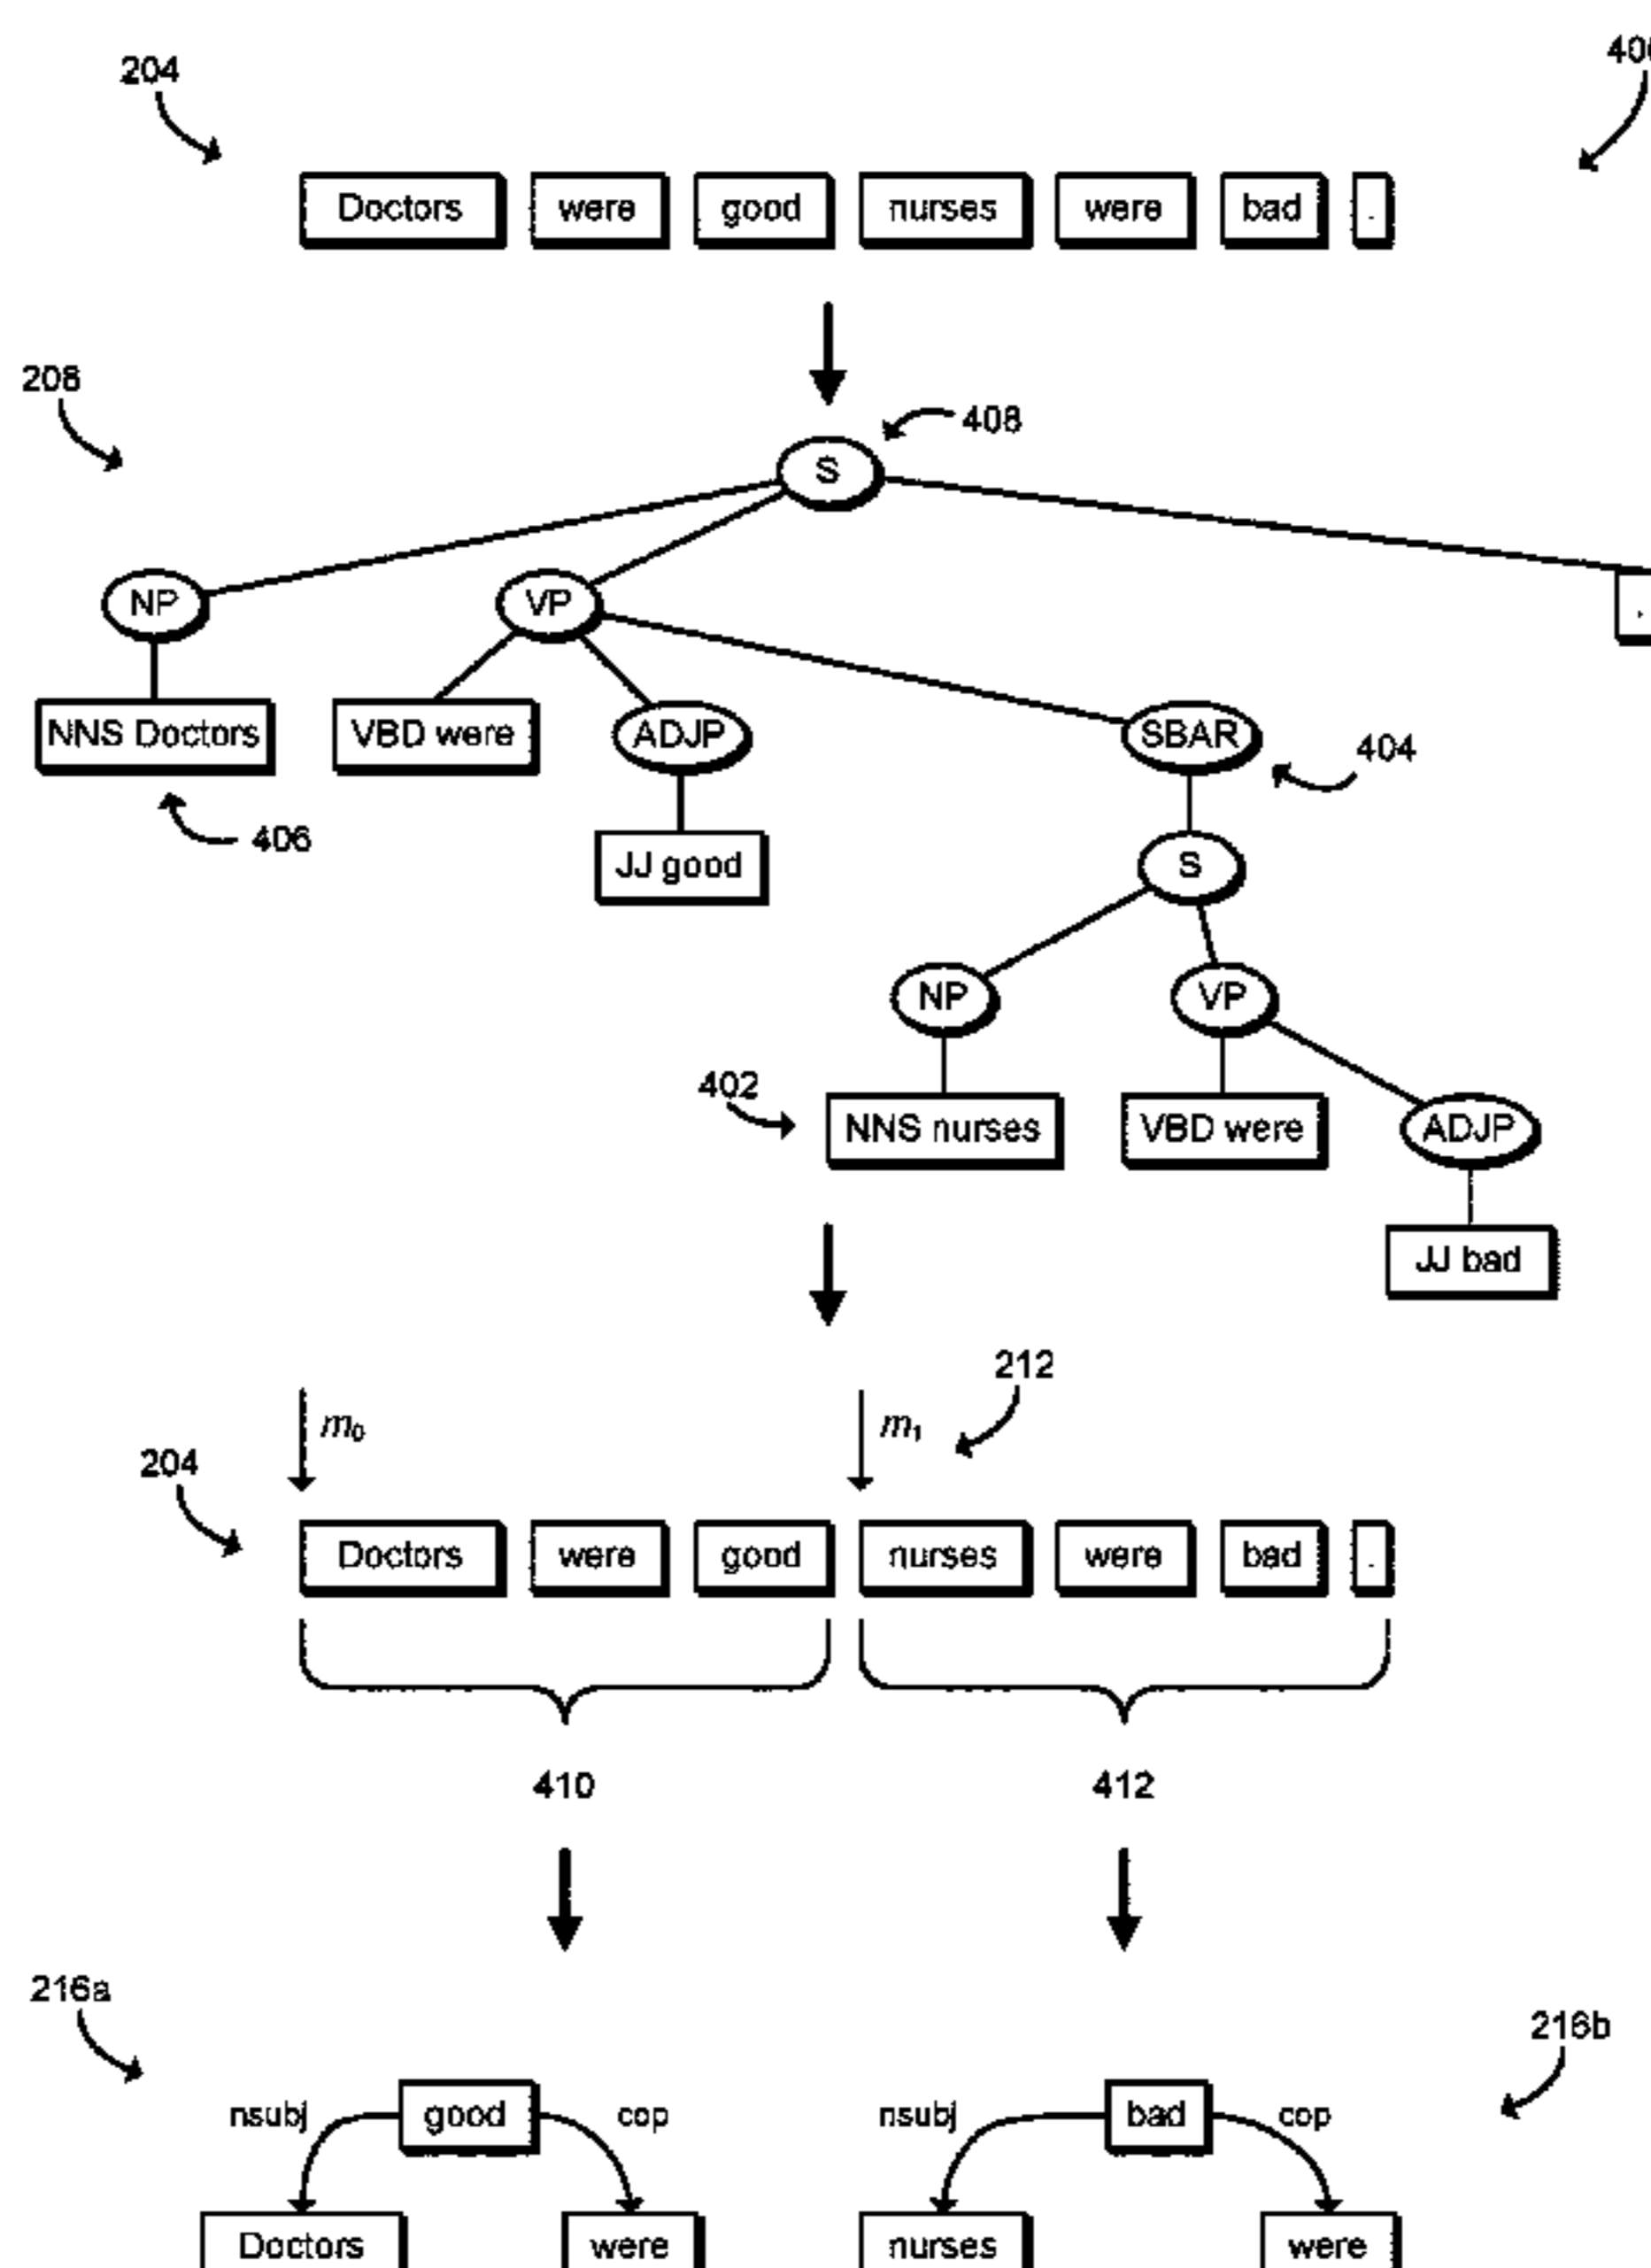 204
Doctors were good nurses were bad .
208
408
S
NP VP .
NNS Doctors VBD were ADJP SBAR
404
406
JJ good S
NP VP
402
NNS nurses VBD were ADJP
JJ bad
212
m0 m1
204
Doctors were good nurses were bad .
410 412
216a
216b
nsubj good cop nsubj bad cop
Doctors were nurses were